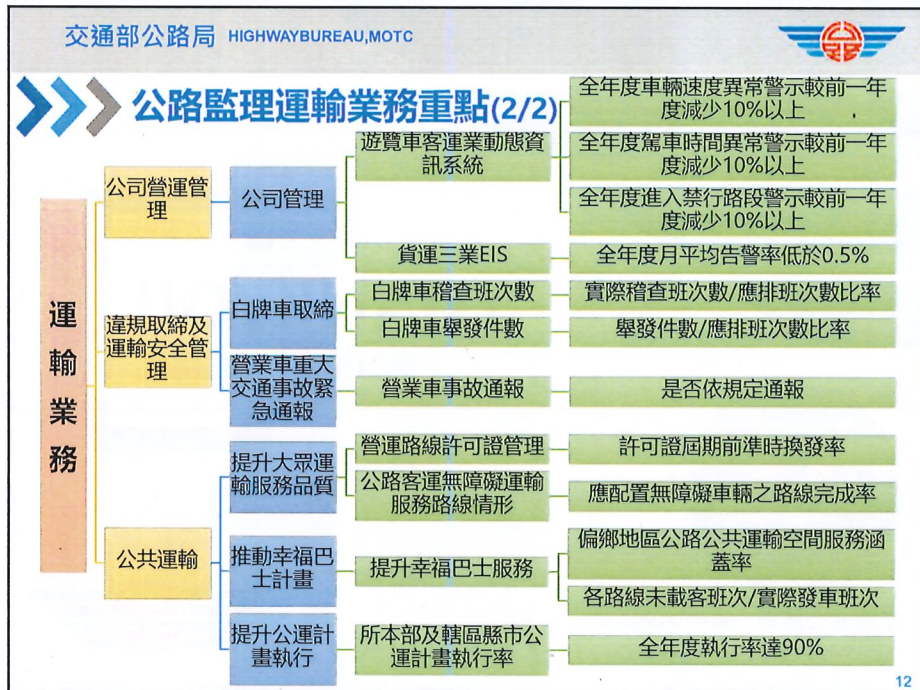 交通部公路局 HIGHWAYBUREAU,MOTC
公路監理運輸業務重點(2/2)
運輸業務
公司營運管
理
公司管理
遊覽車客運業動態資
訊系統
全年度車輛速度異常警示較前一年
度減少10%以上
全年度駕車時間異常警示較前一年
度減少10%以上
全年度進入禁行路段警示較前一年
度減少10%以上
貨運三業EIS
全年度月平均告警率低於0.5%
違規取締及
運輸安全管
理
白牌車取締
白牌車稽查班次數
實際稽查班次數/應排班次數比率
白牌車舉發件數
舉發件數/應排班次數比率
營業車重大
交通事故緊
急通報
營業車事故通報
是否依規定通報
公共運輸
提升大眾運
輸服務品質
營運路線許可證管理
許可證屆期前準時換發率
公路客運無障礙運輸
服務路線情形
應配置無障礙車輛之路線完成率
推動幸福巴
士計畫
提升幸福巴士服務
偏鄉地區公路公共運輸空間服務涵
蓋率
各路線未載客班次/實際發車班次
提升公運計
畫執行
所本部及轄區縣市公
運計畫執行率
全年度執行率達90%
12